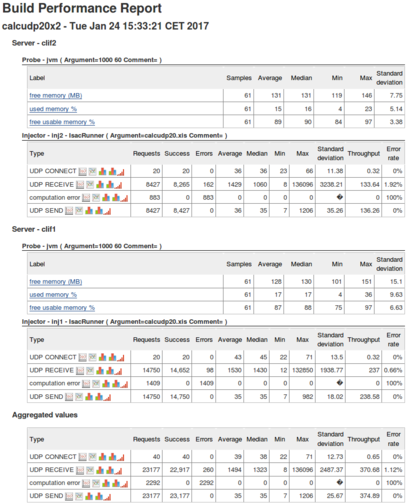 Build Performance Report
calcudp20x2 - Tue Jan 24 15:33:21 CET 2017
Server - clif2
Probe - jvm ( Argument=1000 60 Comment= )
Label Samples Average Median Min Max Standard deviation
free memory (MB) 61 131 131 119 146 7.75
used memory % 61 15 16 4 23 5.14
free usable memory % 61 89 90 84 97 3.38
Injector - inj2 - IsacRunner ( Argument=calcudp20.xis Comment= )
Type Requests Success Errors Average Median Min Max Standard deviation Throughput Error rate
UDP CONNECT 20 20 0 36 36 23 66 11.38 0.32 0%
UDP RECEIVE 8427 8,265 162 1429 1060 8 136096 3238.21 133.64 1.92%
computation error 883 0 883 0 0 0 0 � 0 100%
UDP SEND 8427 8,427 0 36 35 7 1206 35.26 136.26 0%
Server - clif1
Probe - jvm ( Argument=1000 60 Comment= )
Label Samples Average Median Min Max Standard deviation
free memory (MB) 61 128 130 101 151 15.1
used memory % 61 17 17 4 36 9.63
free usable memory % 61 87 88 75 97 6.63
Injector - inj1 - IsacRunner ( Argument=calcudp20.xis Comment= )
Type Requests Success Errors Average Median Min Max Standard deviation Throughput Error rate
UDP CONNECT 20 20 0 43 45 22 71 13.5 0.32 0%
UDP RECEIVE 14750 14,652 98 1530 1430 12 132850 1938.77 237 0.66%
computation error 1409 0 1409 0 0 0 0 � 0 100%
UDP SEND 14750 14,750 0 35 35 7 982 18.02 238.58 0%
Aggregated values
Type Requests Success Errors Average Median Min Max Standard deviation Throughput Error rate
UDP CONNECT 40 40 0 39 38 22 71 12.73 0.65 0%
UDP RECEIVE 23177 22,917 260 1494 1323 8 136096 2487.37 370.68 1.12%
computation error 2292 0 2292 0 0 0 0 � 0 100%
UDP SEND 23177 23,177 0 35 35 7 1206 25.67 374.89 0%